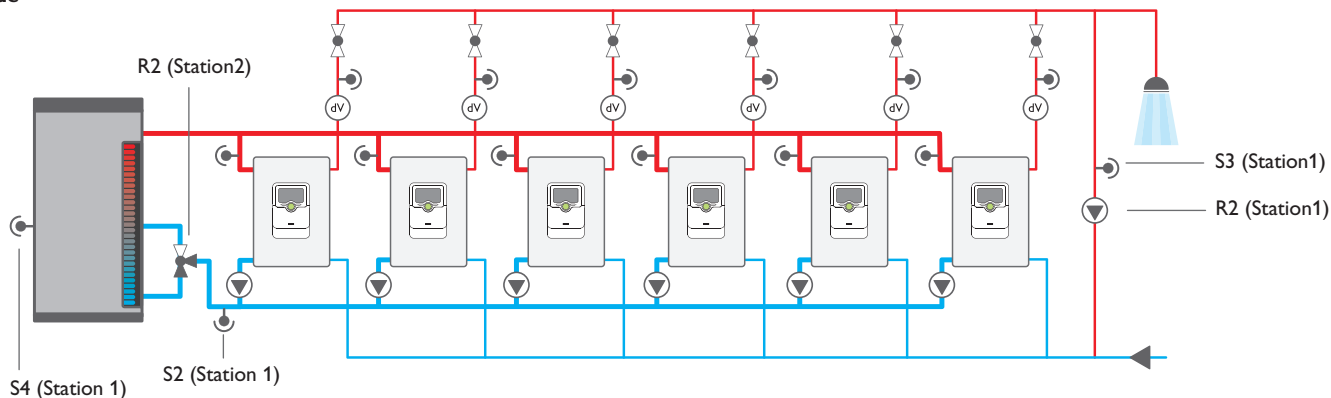 R2 (Station2)
dV
dV
dV
dV
dV
dV
S3 (Station1)
R2 (Station1)
S2 (Station 1)
S4 (Station 1)